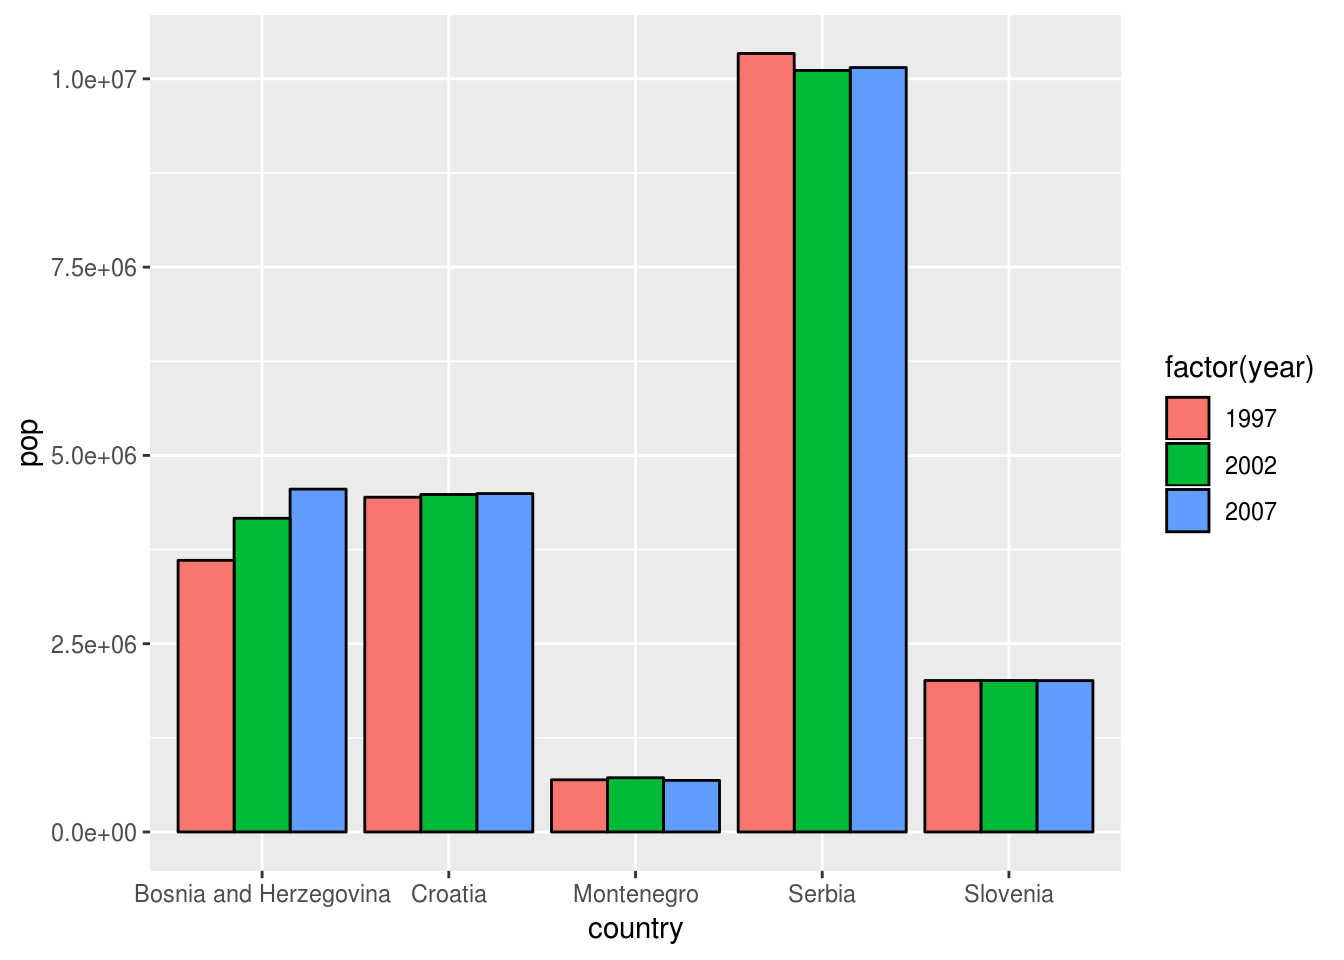 1.0e+07
7.5e+06
5.0e+06
2.5e+06
0.0e+00
pop
Bosnia and Herzegovina Croatia Montenegro Serbia Slovenia
country
factor(year)
1997
2002
2007